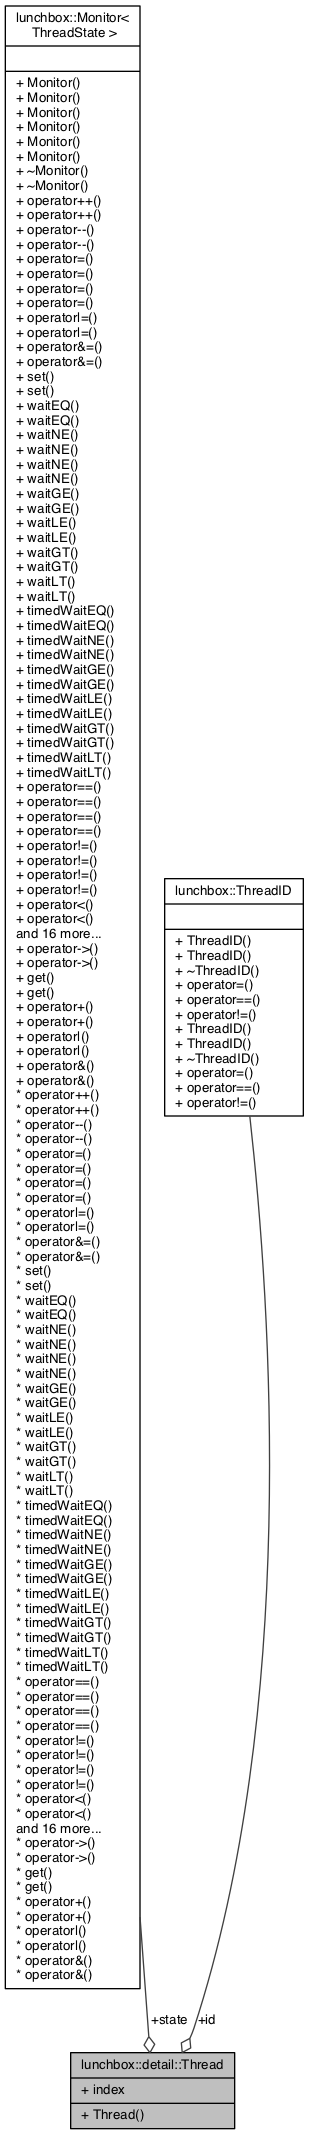 lunchbox::Monitor<
ThreadState >
+ Monitor()
+ Monitor()
+ Monitor()
+ Monitor()
+ Monitor()
+ Monitor()
+ ~Monitor()
+ ~Monitor()
+ operator++()
+ operator++()
+ operator--()
+ operator--()
+ operator=()
+ operator=()
+ operator=()
+ operator=()
+ operator|=()
+ operator|=()
+ operator&=()
+ operator&=()
+ set()
+ set()
+ waitEQ()
+ waitEQ()
+ waitNE()
+ waitNE()
+ waitNE()
+ waitNE()
+ waitGE()
+ waitGE()
+ waitLE()
+ waitLE()
+ waitGT()
+ waitGT()
+ waitLT()
+ waitLT()
+ timedWaitEQ()
+ timedWaitEQ()
+ timedWaitNE()
+ timedWaitNE()
+ timedWaitGE()
+ timedWaitGE()
+ timedWaitLE()
+ timedWaitLE()
+ timedWaitGT()
+ timedWaitGT()
+ timedWaitLT()
+ timedWaitLT()
+ operator==()
+ operator==()
+ operator==()
+ operator==()
+ operator!=()
+ operator!=()
+ operator!=()
+ operator!=()
+ operator<()
+ operator<()
and 16 more...
+ operator->()
+ operator->()
+ get()
+ get()
+ operator+()
+ operator+()
+ operator|()
+ operator|()
+ operator&()
+ operator&()
* operator++()
* operator++()
* operator--()
* operator--()
* operator=()
* operator=()
* operator=()
* operator=()
* operator|=()
* operator|=()
* operator&=()
* operator&=()
* set()
* set()
* waitEQ()
* waitEQ()
* waitNE()
* waitNE()
* waitNE()
* waitNE()
* waitGE()
* waitGE()
* waitLE()
* waitLE()
* waitGT()
* waitGT()
* waitLT()
* waitLT()
* timedWaitEQ()
* timedWaitEQ()
* timedWaitNE()
* timedWaitNE()
* timedWaitGE()
* timedWaitGE()
* timedWaitLE()
* timedWaitLE()
* timedWaitGT()
* timedWaitGT()
* timedWaitLT()
* timedWaitLT()
* operator==()
* operator==()
* operator==()
* operator==()
* operator!=()
* operator!=()
* operator!=()
* operator!=()
* operator<()
* operator<()
and 16 more...
* operator->()
* operator->()
* get()
* get()
* operator+()
* operator+()
* operator|()
* operator|()
* operator&()
* operator&()
lunchbox::ThreadID
+ ThreadID()
+ ThreadID()
+ ~ThreadID()
+ operator=()
+ operator==()
+ operator!=()
+ ThreadID()
+ ThreadID()
+ ~ThreadID()
+ operator=()
+ operator==()
+ operator!=()
+state
+id
lunchbox::detail::Thread
+ index
+ Thread()